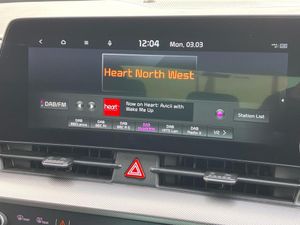 12:04
Mon, 03.03
Heart North West
DAB/FM
heart
Now on Heart: Avicii with
Wake Me Up
Station List
DAB
DAB
DAB
DAB
DAB
DAB
1/2